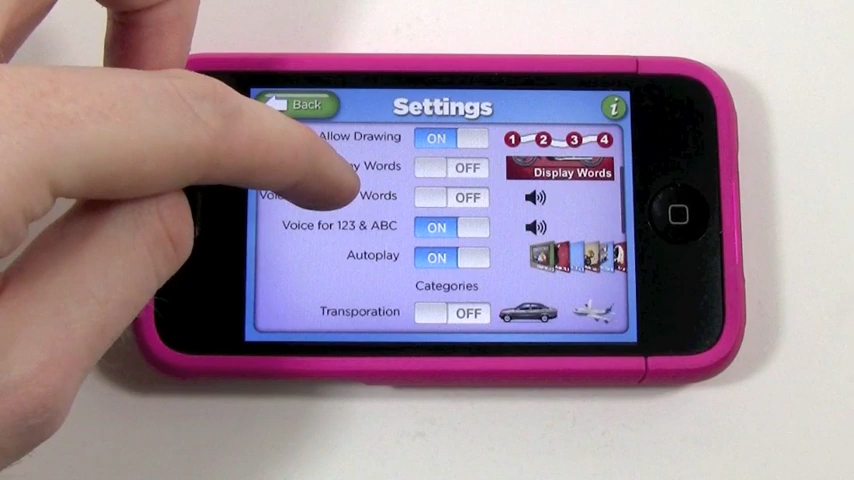 Back
Settings
i
Allow Drawing ON 1 2 3 4
Words OFF Display Words
Words OFF
Voice for 123 & ABC ON
Autoplay ON
Categories
Transporation OFF